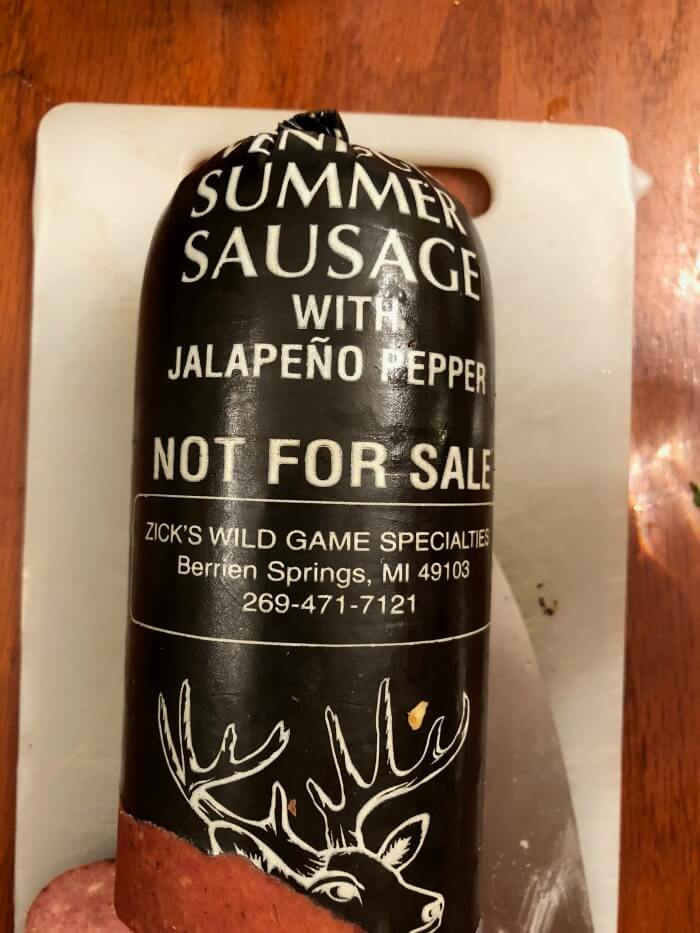 SUMMER
SAUSAGE
WITH
JALAPEÑO PEPPER
NOT FOR SALE
ZICK'S WILD GAME SPECIALTIES
Berrien Springs, MI 49103
269-471-7121